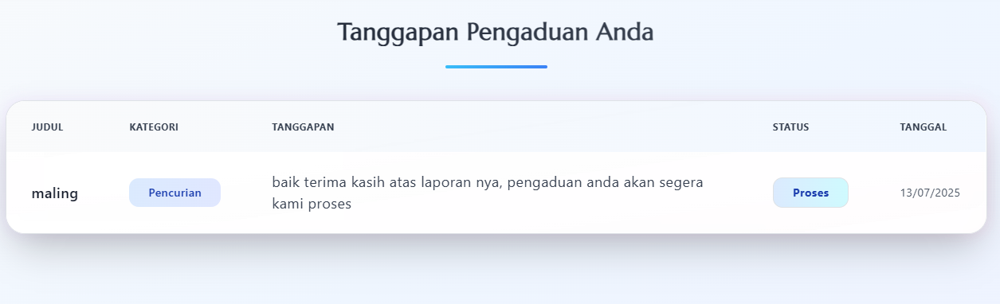 Tanggapan Pengaduan Anda
JUDUL KATEGORI TANGGAPAN STATUS TANGGAL
maling Pencurian baik terima kasih atas laporan nya, pengaduan anda akan segera Proses 13/07/2025
kami proses